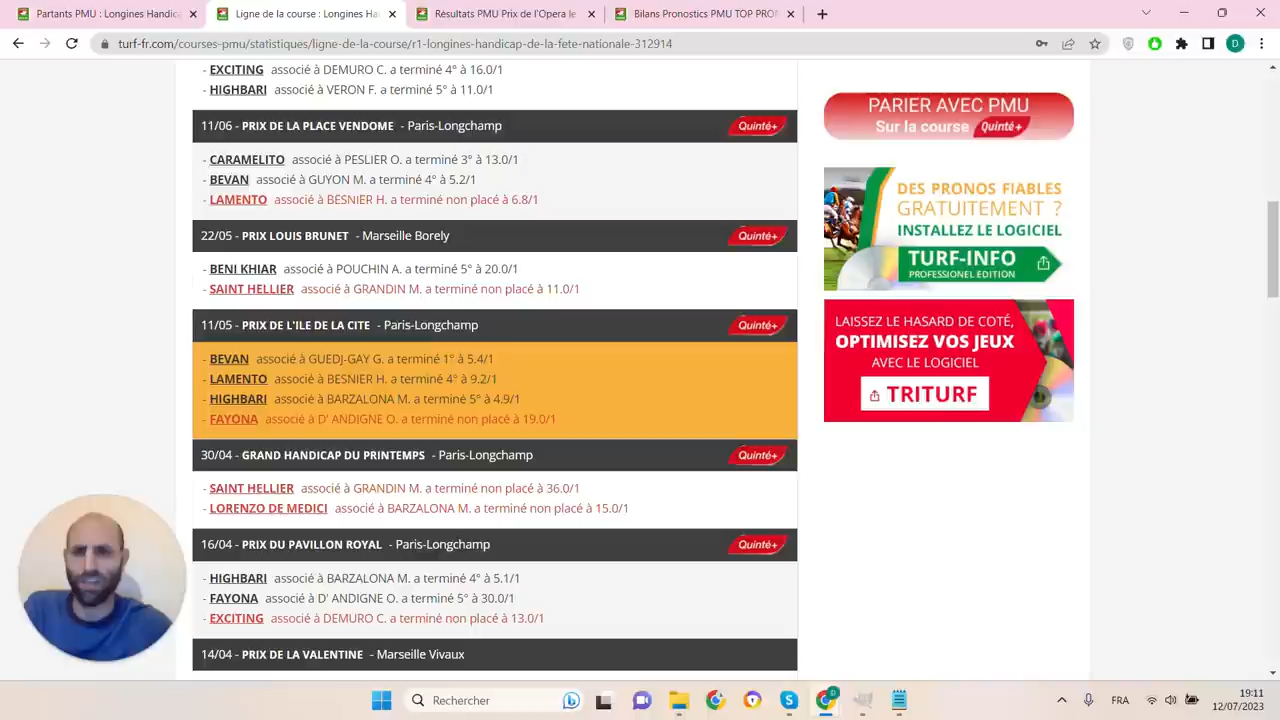 Partants PMU : Longines Handic
Ligne de la course : Longines Ha
Résultats PMU PRIX de l'Opera le
Bilans Pronostics PMU TOP PRON
turf-fr.com/courses-pmu/statistiques/ligne-de-la-course/r1-longines-handicap-de-la-fete-nationale-312914
D
- EXCITING associé à DEMURO C. a terminé 4° à 16.0/1
- HIGHBARI associé à VERON F. a terminé 5° à 11.0/1
11/06 - PRIX DE LA PLACE VENDOME - Paris-Longchamp
Quinté+
- CARAMELITO associé à PESLIER O. a terminé 3° à 13.0/1
- BEVAN associé à GUYON M. a terminé 4° à 5.2/1
- LAMENTO associé à BESNIER H. a terminé non placé à 6.8/1
22/05 - PRIX LOUIS BRUNET - Marseille Borely
Quinté+
- BENI KHIAR associé à POUCHIN A. a terminé 5° à 20.0/1
- SAINT HELLIER associé à GRANDIN M. a terminé non placé à 11.0/1
11/05 - PRIX DE L'ILE DE LA CITE - Paris-Longchamp
Quinté+
- BEVAN associé à GUEDJ-GAY G. a terminé 1° à 5.4/1
- LAMENTO associé à BESNIER H. a terminé 4° à 9.2/1
- HIGHBARI associé à BARZALONA M. a terminé 5° à 4.9/1
- FAYONA associé à D' ANDIGNE O. a terminé non placé à 19.0/1
30/04 - GRAND HANDICAP DU PRINTEMPS - Paris-Longchamp
Quinté+
- SAINT HELLIER associé à GRANDIN M. a terminé non placé à 36.0/1
- LORENZO DE MEDICI associé à BARZALONA M. a terminé non placé à 15.0/1
16/04 - PRIX DU PAVILLON ROYAL - Paris-Longchamp
Quinté+
- HIGHBARI associé à BARZALONA M. a terminé 4° à 5.1/1
- FAYONA associé à D' ANDIGNE O. a terminé 5° à 30.0/1
- EXCITING associé à DEMURO C. a terminé non placé à 13.0/1
14/04 - PRIX DE LA VALENTINE - Marseille Vivaux
PARIER AVEC PMU
Sur la course Quinté+
DES PRONOS FIABLES
GRATUITEMENT ?
INSTALLEZ LE LOGICIEL
TURF-INFO
PROFESSIONEL EDITION
LAISSEZ LE HASARD DE COTÉ,
OPTIMISEZ VOS JEUX
AVEC LE LOGICIEL
TRITURF
Rechercher
FRA
19:11
12/07/2023